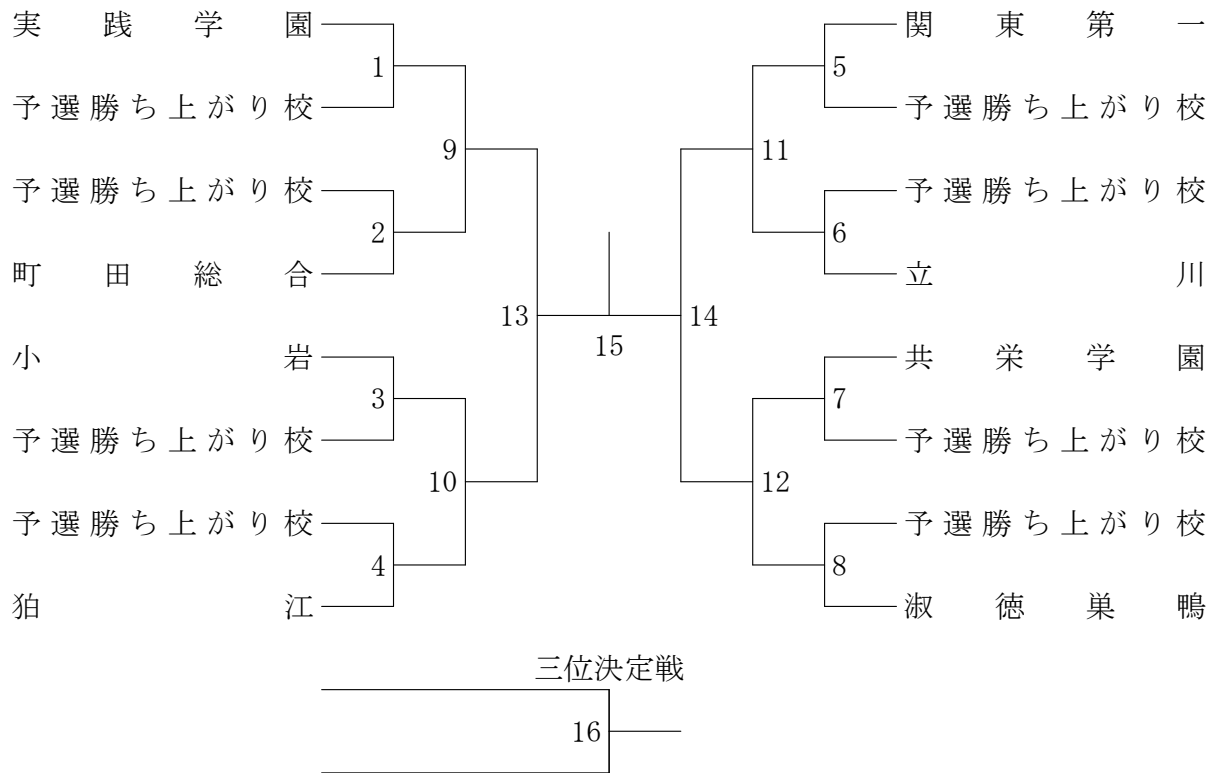 実践学園 関東第一
1 5
予選勝ち上がり校 予選勝ち上がり校
9 11
予選勝ち上がり校 予選勝ち上がり校
2 6
町田総合 立川
13 14
15
小岩 共栄学園
3 7
予選勝ち上がり校 予選勝ち上がり校
10 12
予選勝ち上がり校 予選勝ち上がり校
4 8
狛江 淑徳巣鴨
三位決定戦
16